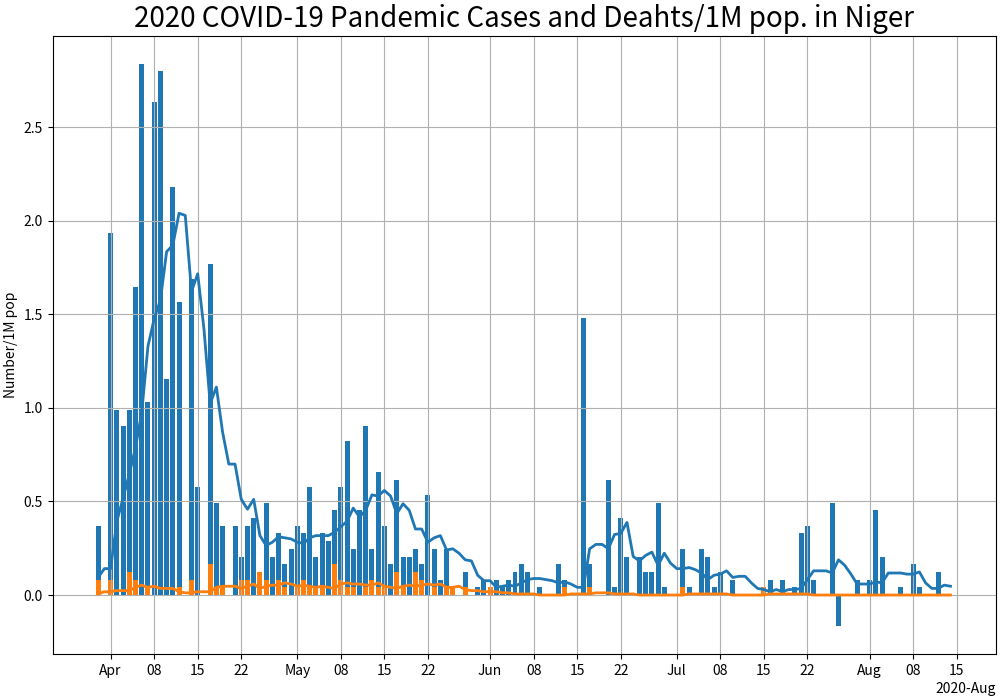 2020 COVID-19 Pandemic Cases and Deahts/1M pop. in Niger
Number/1M pop
2.5
2.0
1.5
1.0
0.5
0.0
Apr 08 15 22 May 08 15 22 Jun 08 15 22 Jul 08 15 22 Aug 08 15
2020-Aug